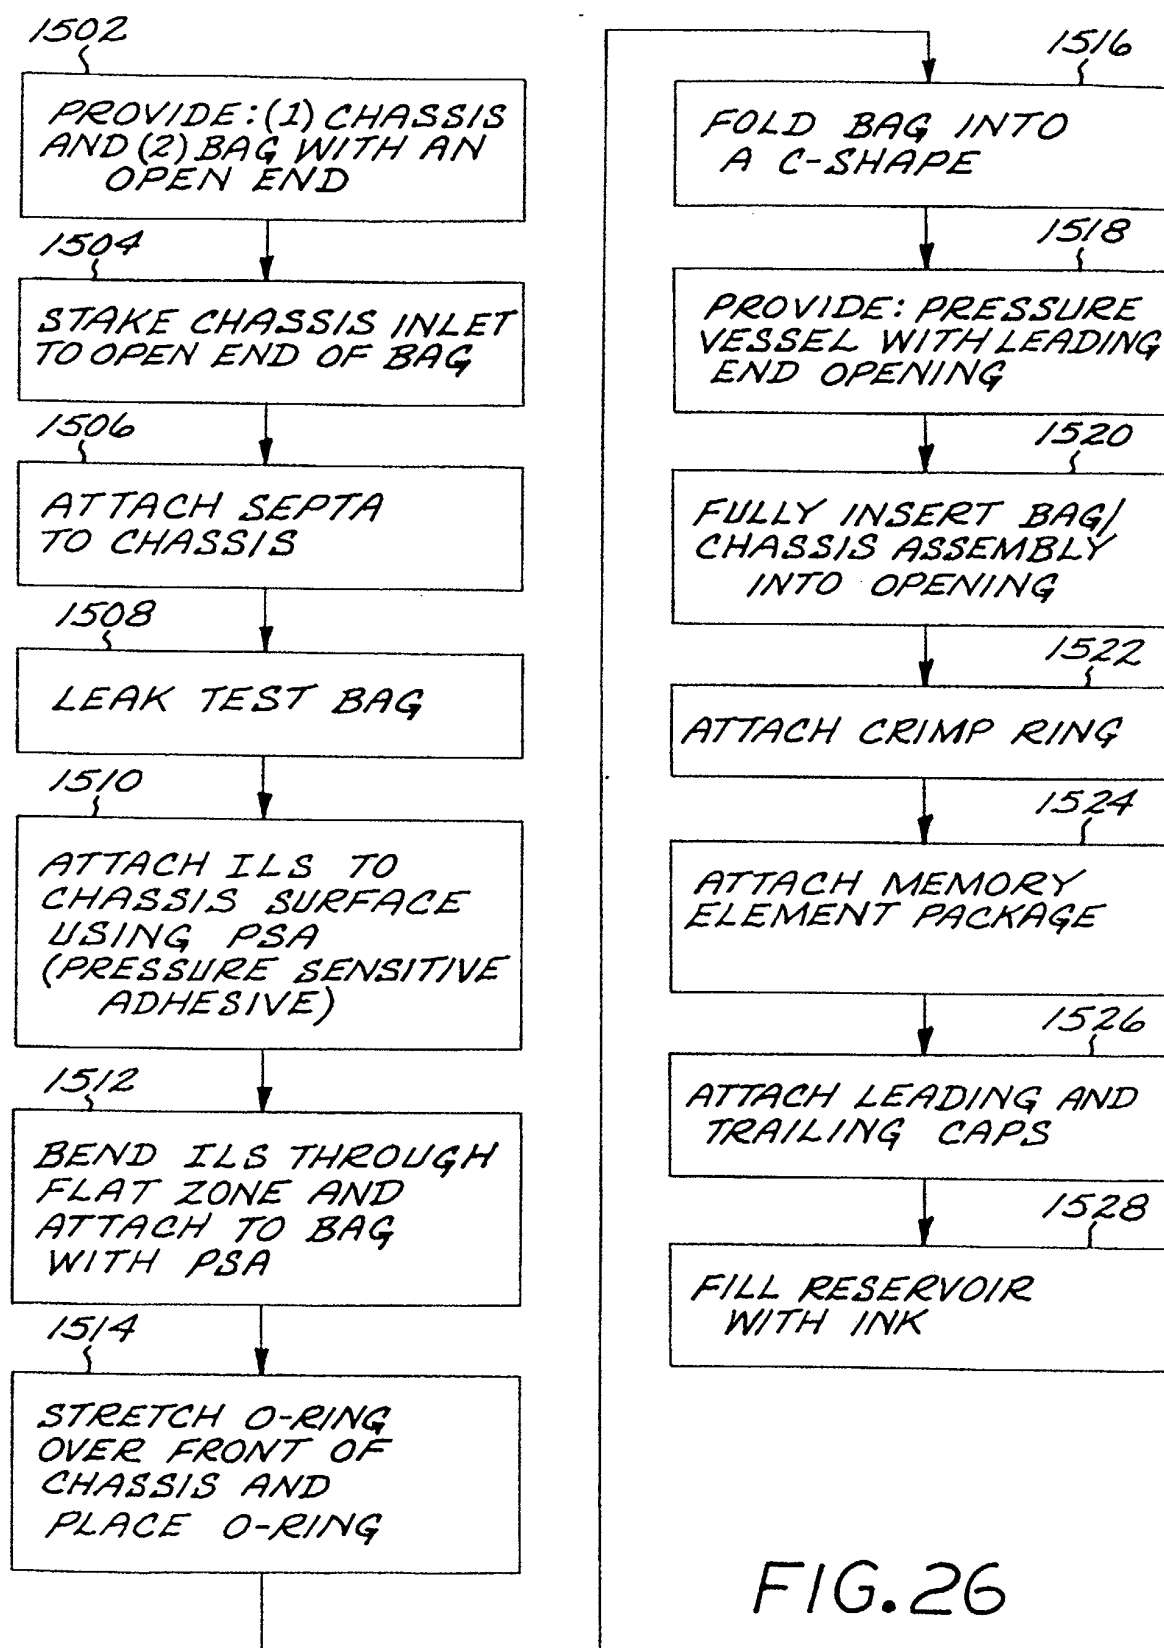 1502
PROVIDE: (1) CHASSIS
AND (2) BAG WITH AN
OPEN END
1504
STAKE CHASSIS INLET
TO OPEN END OF BAG
1506
ATTACH SEPTA
TO CHASSIS
1508
LEAK TEST BAG
1510
ATTACH ILS TO
CHASSIS SURFACE
USING PSA
(PRESSURE SENSITIVE
ADHESIVE)
1512
BEND ILS THROUGH
FLAT ZONE AND
ATTACH TO BAG
WITH PSA
1514
STRETCH O-RING
OVER FRONT OF
CHASSIS AND
PLACE O-RING
1516
FOLD BAG INTO
A C-SHAPE
1518
PROVIDE: PRESSURE
VESSEL WITH LEADING
END OPENING
1520
FULLY INSERT BAG/
CHASSIS ASSEMBLY
INTO OPENING
1522
ATTACH CRIMP RING
1524
ATTACH MEMORY
ELEMENT PACKAGE
1526
ATTACH LEADING AND
TRAILING CAPS
1528
FILL RESERVOIR
WITH INK
FIG. 26